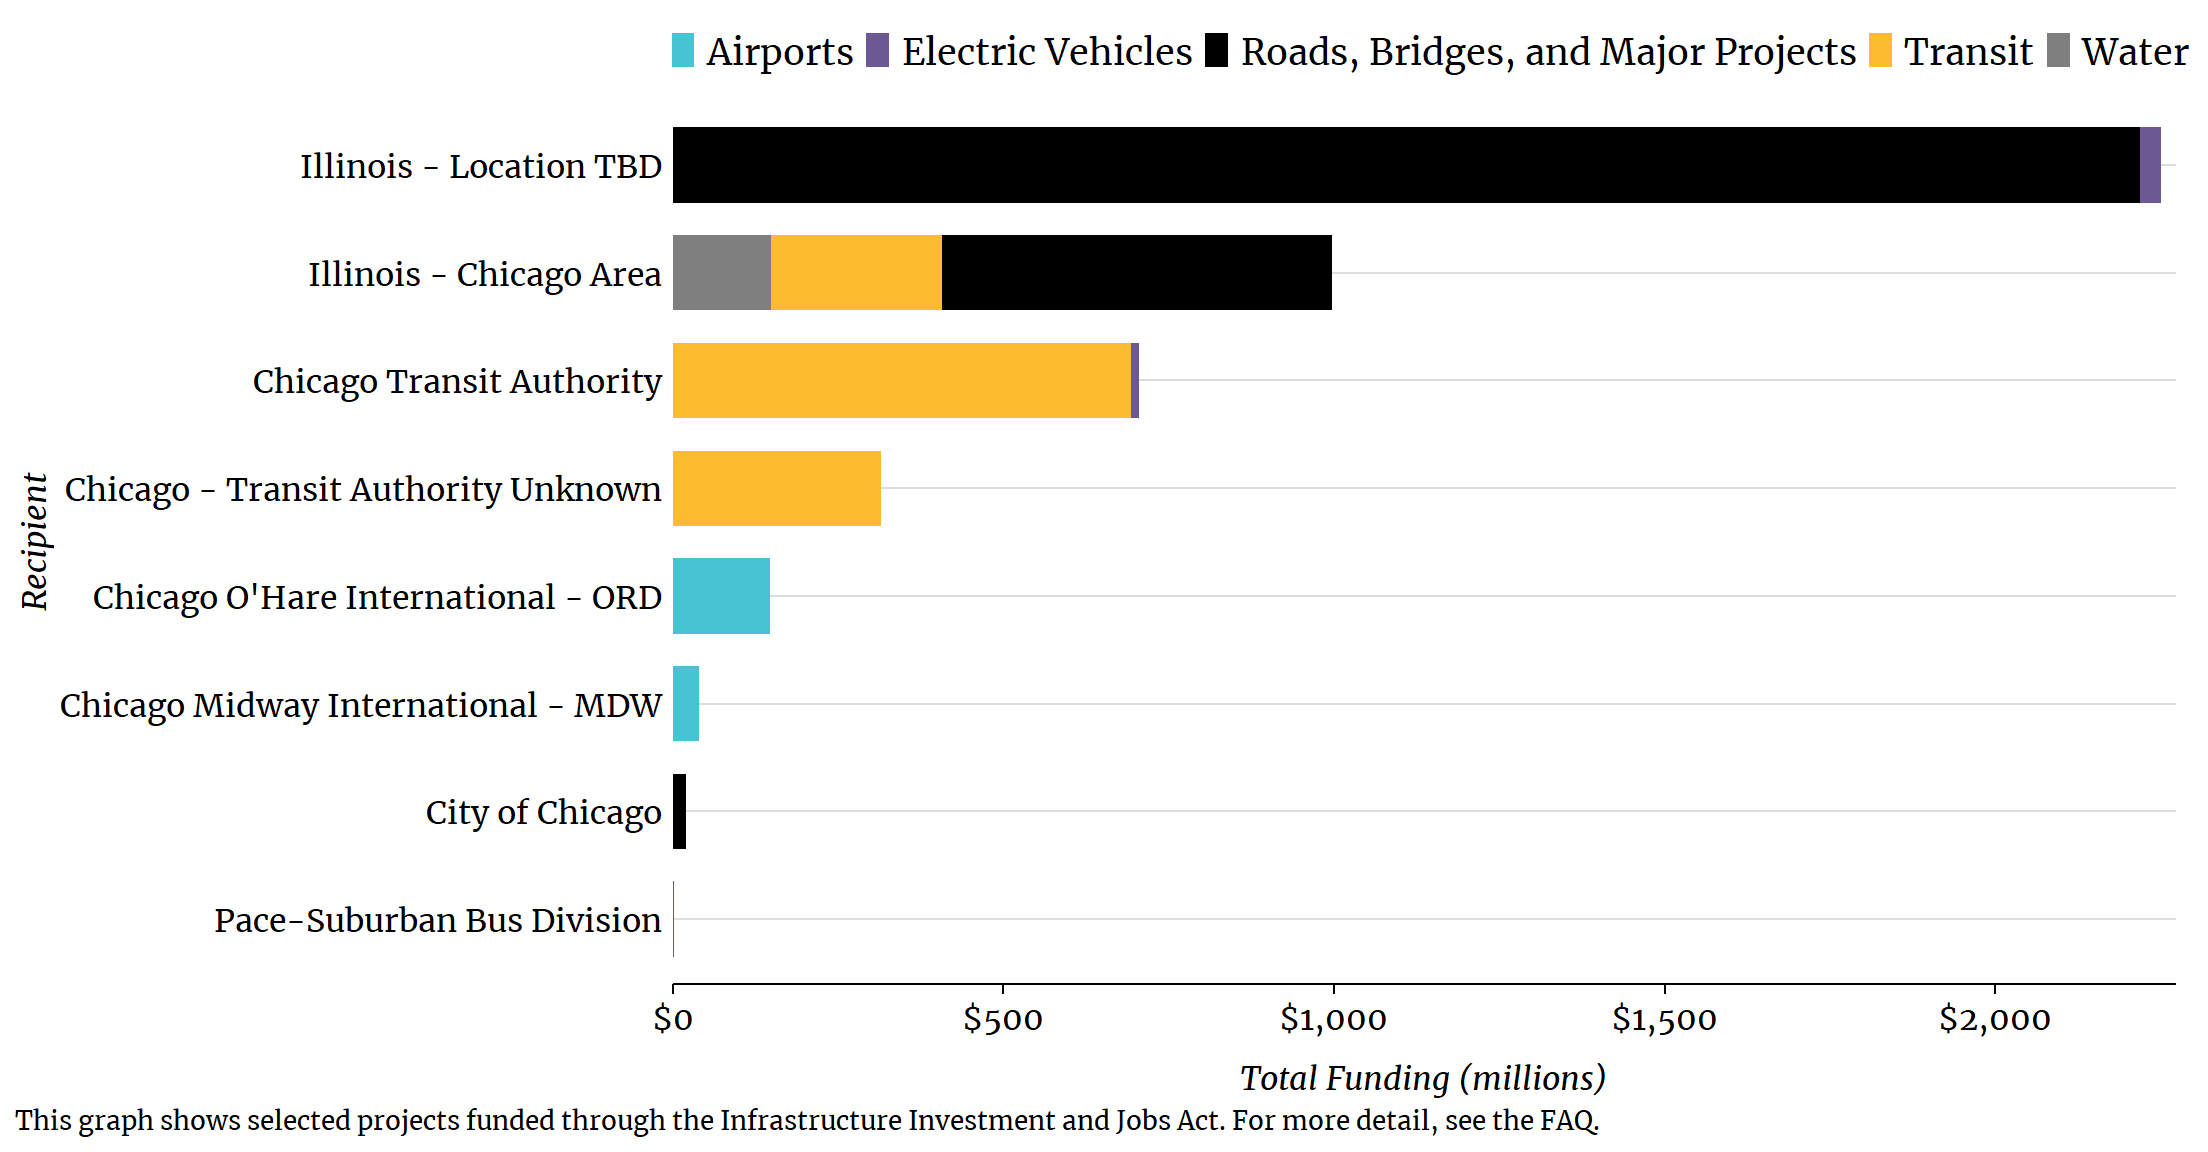 Airports Electric Vehicles Roads, Bridges, and Major Projects Transit Water
Illinois - Location TBD
Illinois - Chicago Area
Chicago Transit Authority
Chicago - Transit Authority Unknown
Chicago O'Hare International - ORD
Chicago Midway International - MDW
City of Chicago
Pace-Suburban Bus Division
Recipient
$0 $500 $1,000 $1,500 $2,000
Total Funding (millions)
This graph shows selected projects funded through the Infrastructure Investment and Jobs Act. For more detail, see the FAQ.